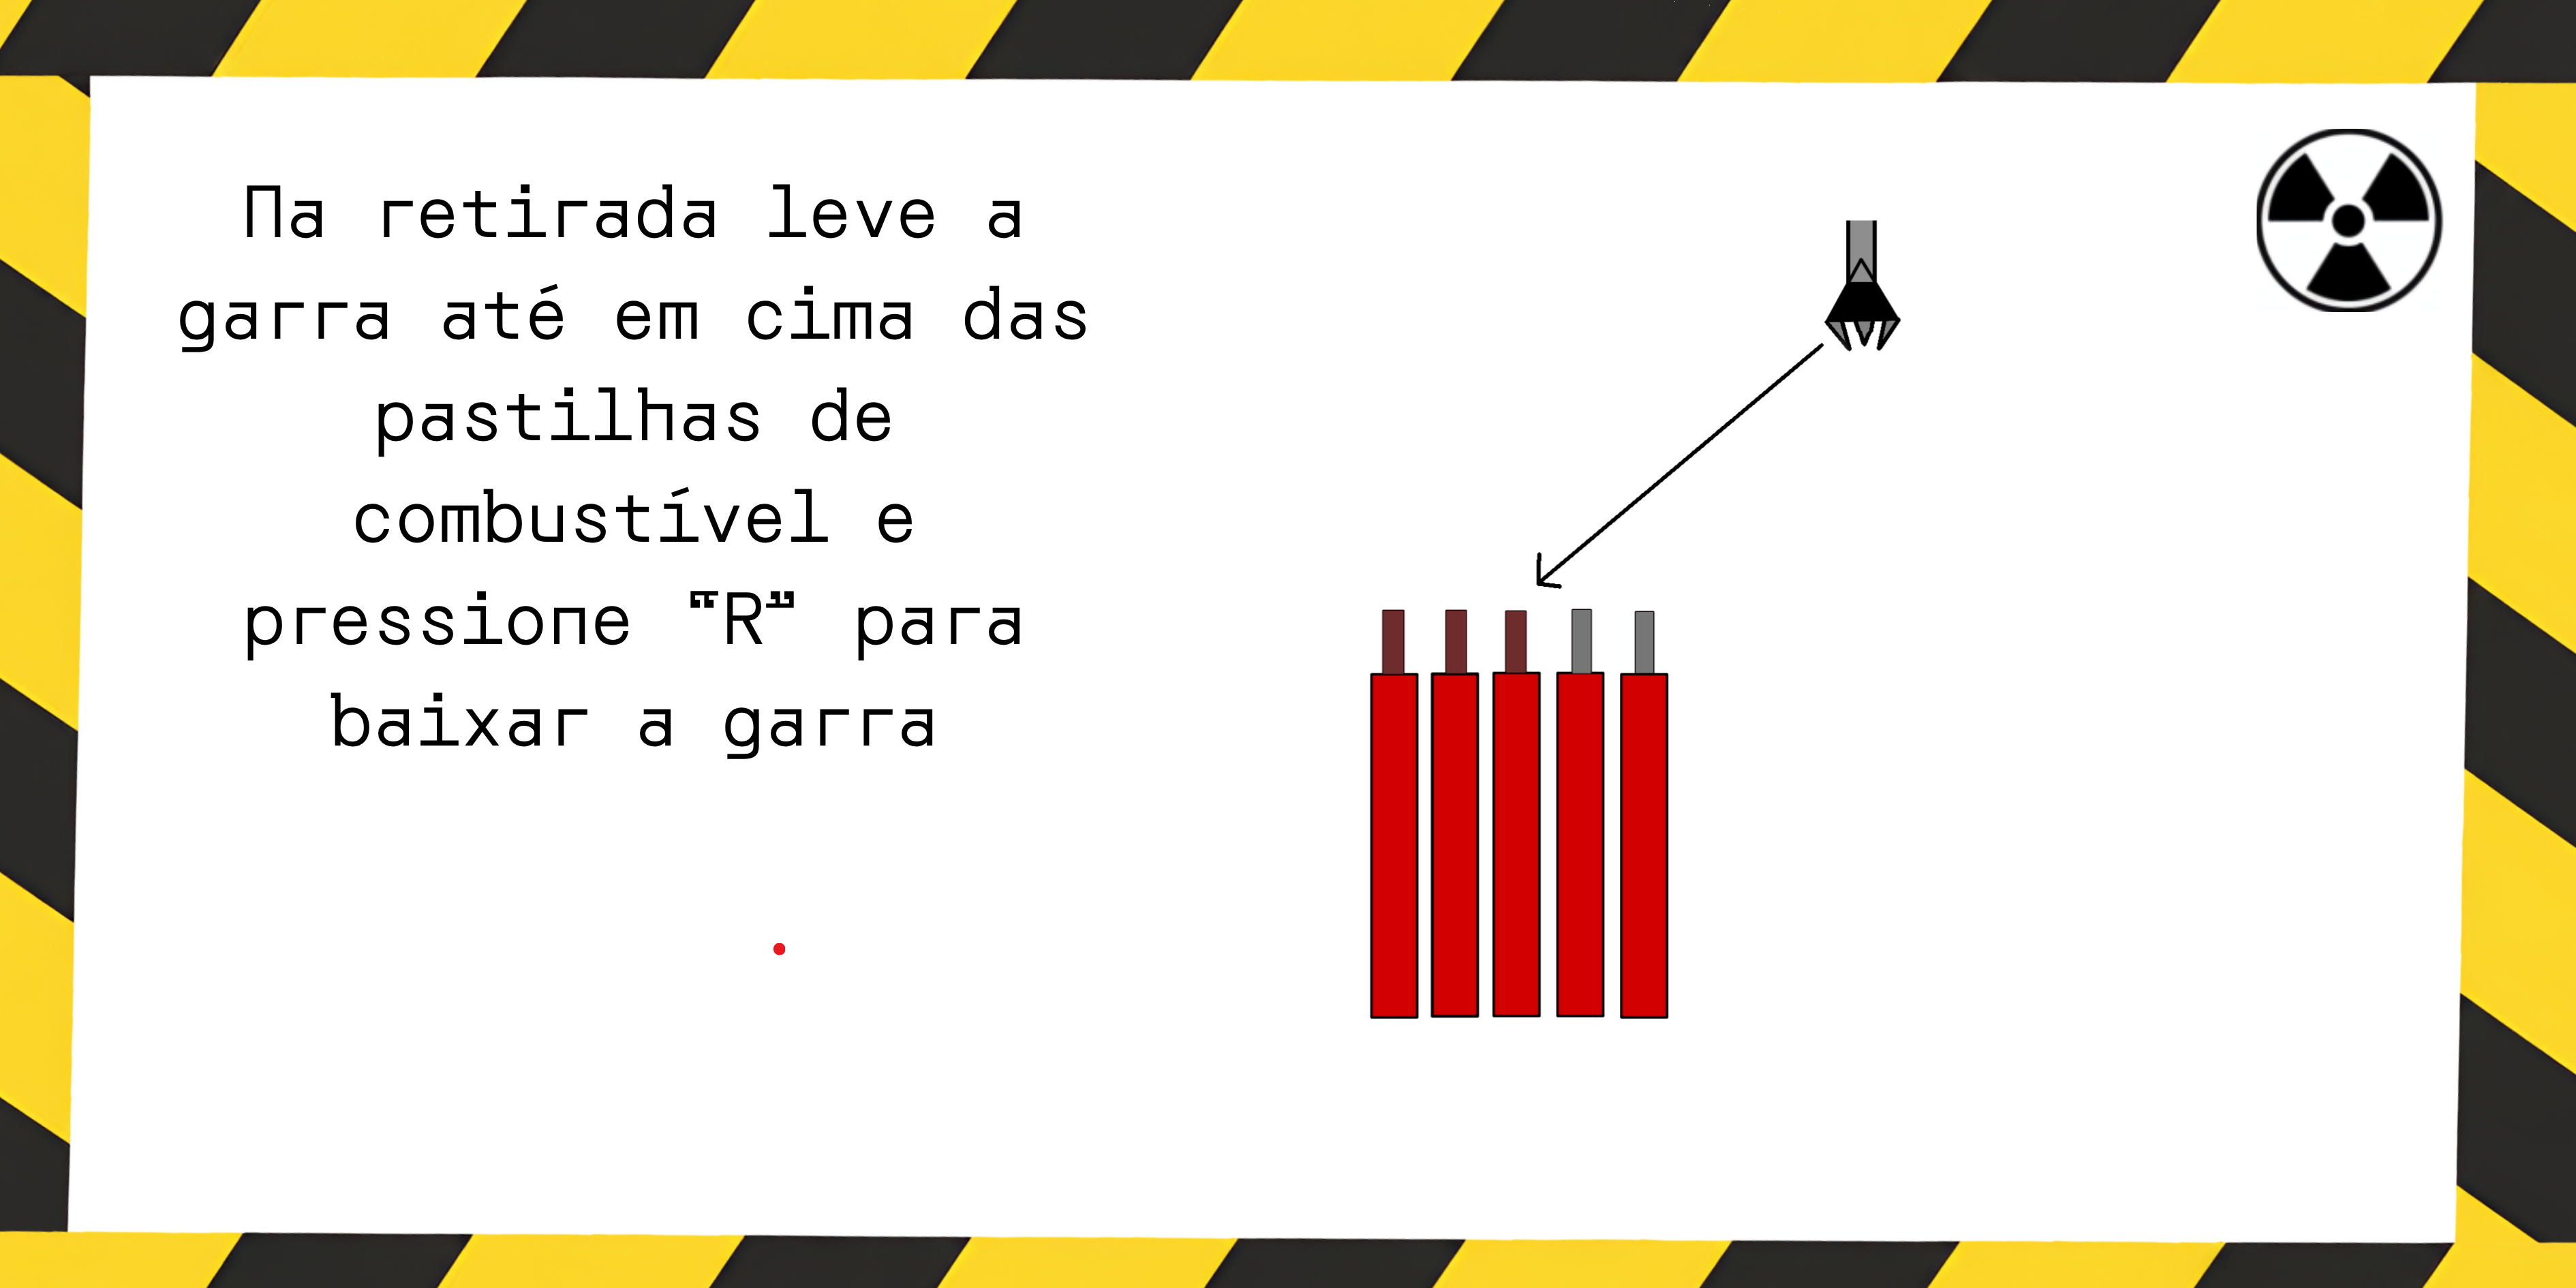 Na retirada leve a
garra até em cima das
pastilhas de
combustível e
pressione "R" para
baixar a garra